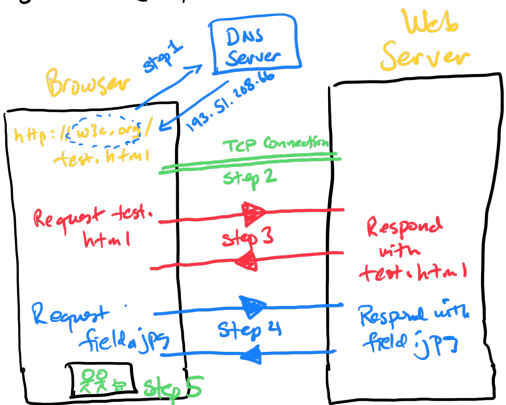 DNS
Server
Web
Server
Step 1
Browser
193.51.208.66
http://w3c.org/
test.html
TCP Connection
Step 2
Request test.
html
Step 3
Respond
with
test.html
Request
field.jpg
Step 4
Respond with
field.jpg
Step 5